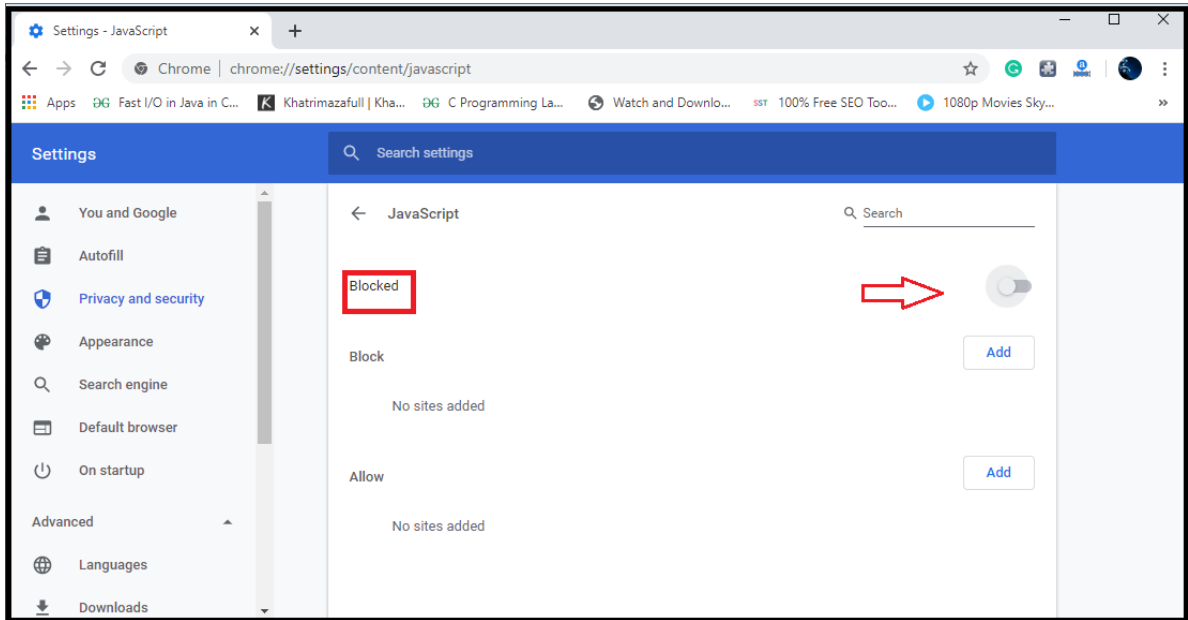 Settings - JavaScript
Chrome | chrome://settings/content/javascript
Apps GG Fast I/O in Java in C... K Khatrimazafull | Kha... GG C Programming La... Watch and Downlo... SST 100% Free SEO Too... 1080p Movies Sky... »
Settings
Search settings
You and Google
Autofill
Privacy and security
Appearance
Search engine
Default browser
On startup
Advanced
Languages
Downloads
JavaScript
Search
Blocked
Block
Add
No sites added
Allow
Add
No sites added